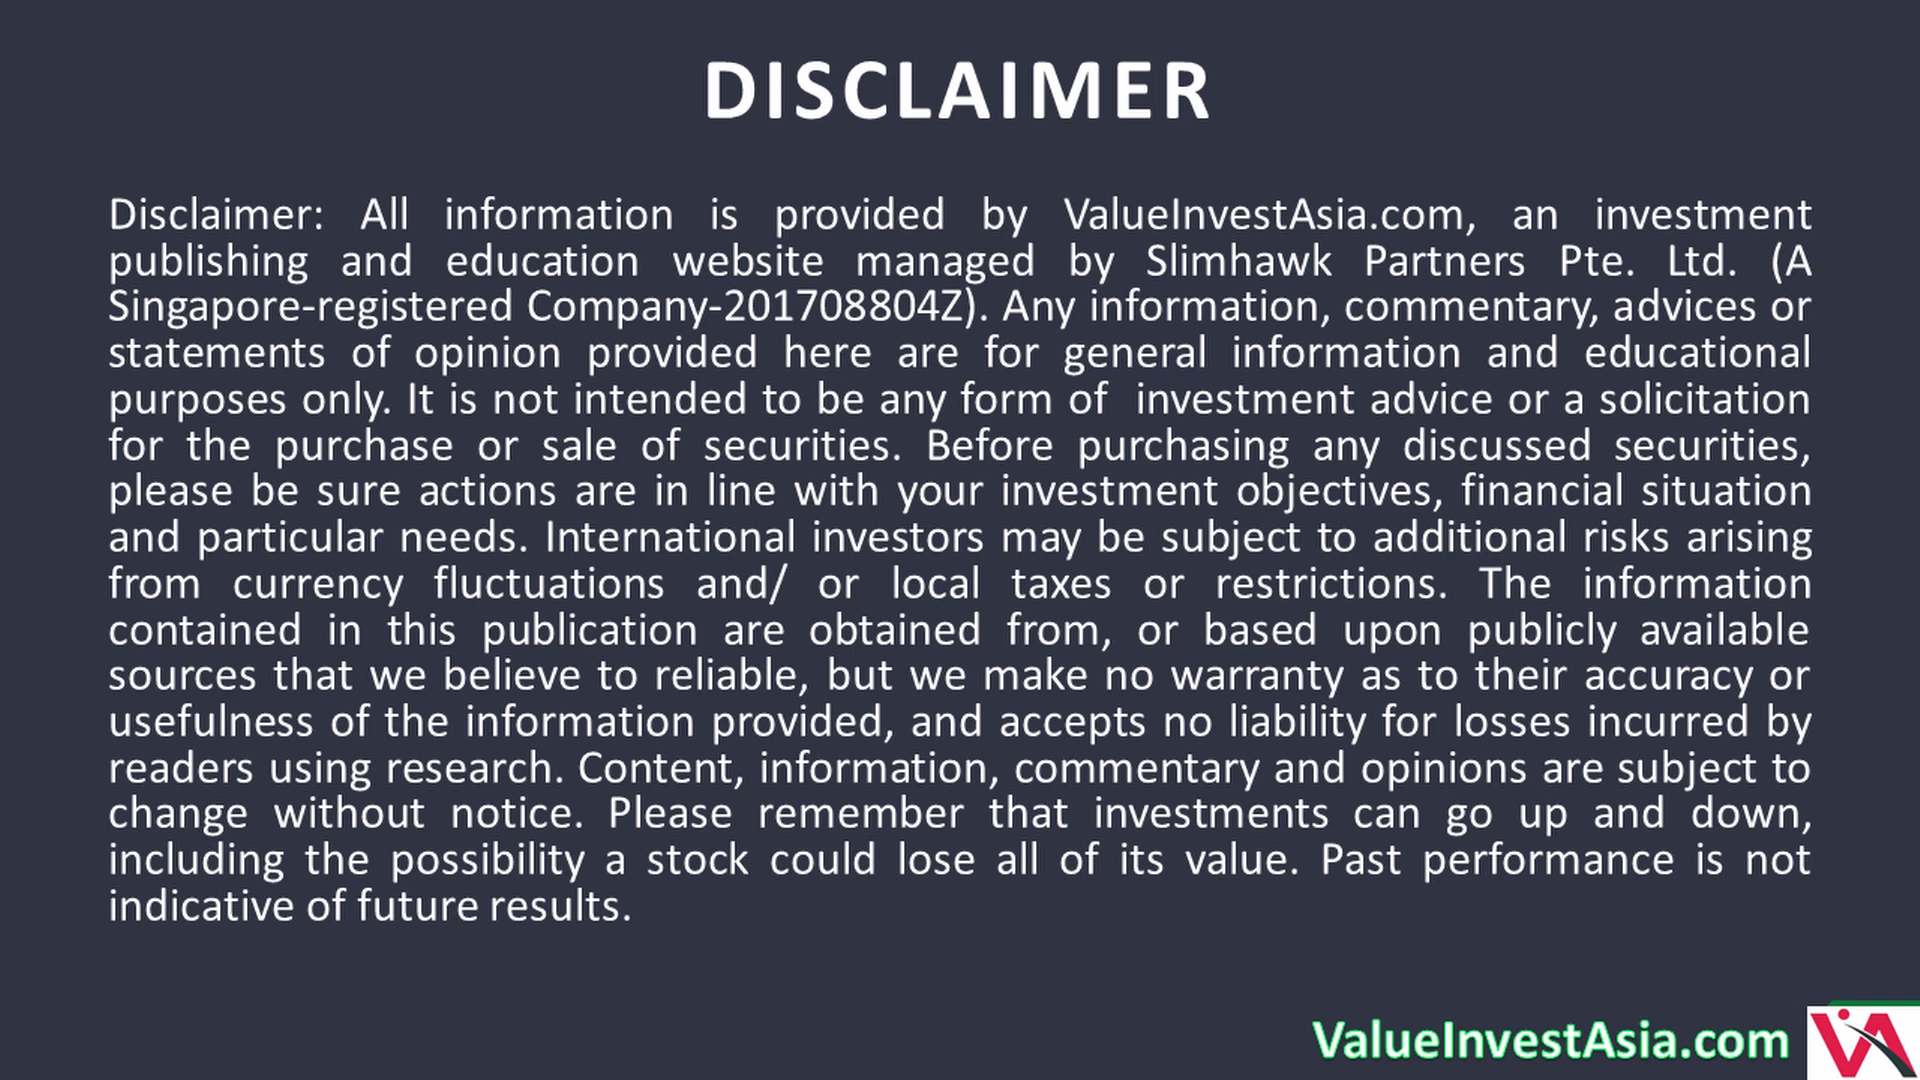 DISCLAIMER
Disclaimer: All information is provided by ValueInvestAsia.com, an investment
publishing and education website managed by Slimhawk Partners Pte. Ltd. (A
Singapore-registered Company-201708804Z). Any information, commentary, advices or
statements of opinion provided here are for general information and educational
purposes only. It is not intended to be any form of  investment advice or a solicitation
for the purchase or sale of securities. Before purchasing any discussed securities,
please be sure actions are in line with your investment objectives, financial situation
and particular needs. International investors may be subject to additional risks arising
from currency fluctuations and/ or local taxes or restrictions. The information
contained in this publication are obtained from, or based upon publicly available
sources that we believe to reliable, but we make no warranty as to their accuracy or
usefulness of the information provided, and accepts no liability for losses incurred by
readers using research. Content, information, commentary and opinions are subject to
change without notice. Please remember that investments can go up and down,
including the possibility a stock could lose all of its value. Past performance is not
indicative of future results.
ValueInvestAsia.com
ViA